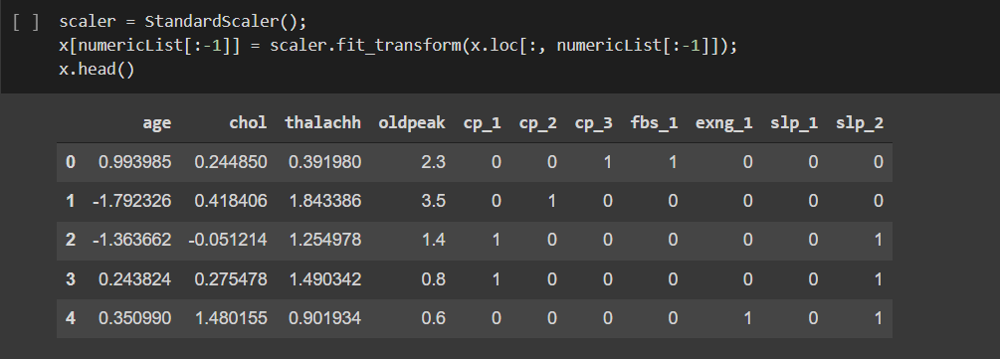 [ ] scaler = StandardScaler();
x[numericList[:-1]] = scaler.fit_transform(x.loc[:, numericList[:-1]]);
x.head()
age chol thalachh oldpeak cp_1 cp_2 cp_3 fbs_1 exng_1 slp_1 slp_2
0 0.993985 0.244850 0.391980 2.3 0 0 1 1 0 0 0
1 -1.792326 0.418406 1.843386 3.5 0 1 0 0 0 0 0
2 -1.363662 -0.051214 1.254978 1.4 1 0 0 0 0 0 1
3 0.243824 0.275478 1.490342 0.8 1 0 0 0 0 0 1
4 0.350990 1.480155 0.901934 0.6 0 0 0 0 1 0 1